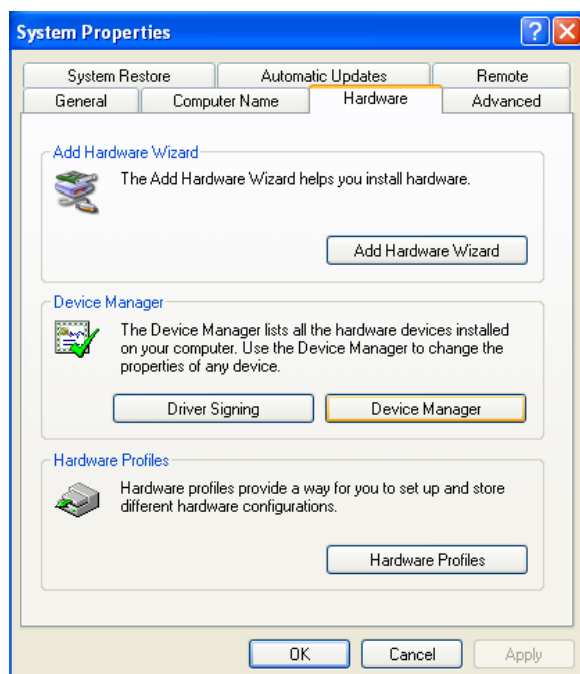 System Properties
System Restore Automatic Updates Remote
General Computer Name Hardware Advanced
Add Hardware Wizard
The Add Hardware Wizard helps you install hardware.
Add Hardware Wizard
Device Manager
The Device Manager lists all the hardware devices installed
on your computer. Use the Device Manager to change the
properties of any device.
Driver Signing Device Manager
Hardware Profiles
Hardware profiles provide a way for you to set up and store
different hardware configurations.
Hardware Profiles
OK Cancel Apply